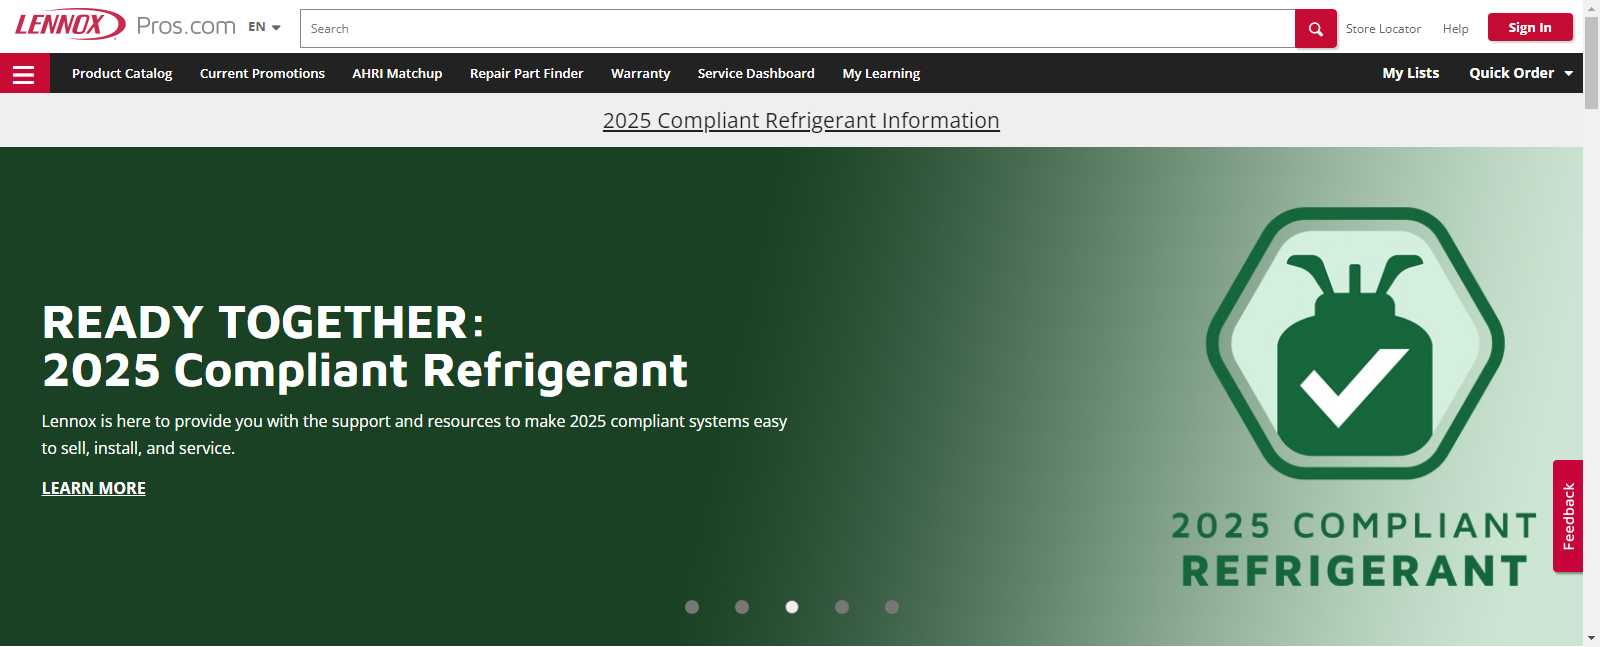 LENNOX Pros.com EN
Search
Store Locator Help Sign In
Product Catalog Current Promotions AHRI Matchup Repair Part Finder Warranty Service Dashboard My Learning My Lists Quick Order
2025 Compliant Refrigerant Information
READY TOGETHER:
2025 Compliant Refrigerant
Lennox is here to provide you with the support and resources to make 2025 compliant systems easy
to sell, install, and service.
LEARN MORE
2025 COMPLIANT
REFRIGERANT
Feedback